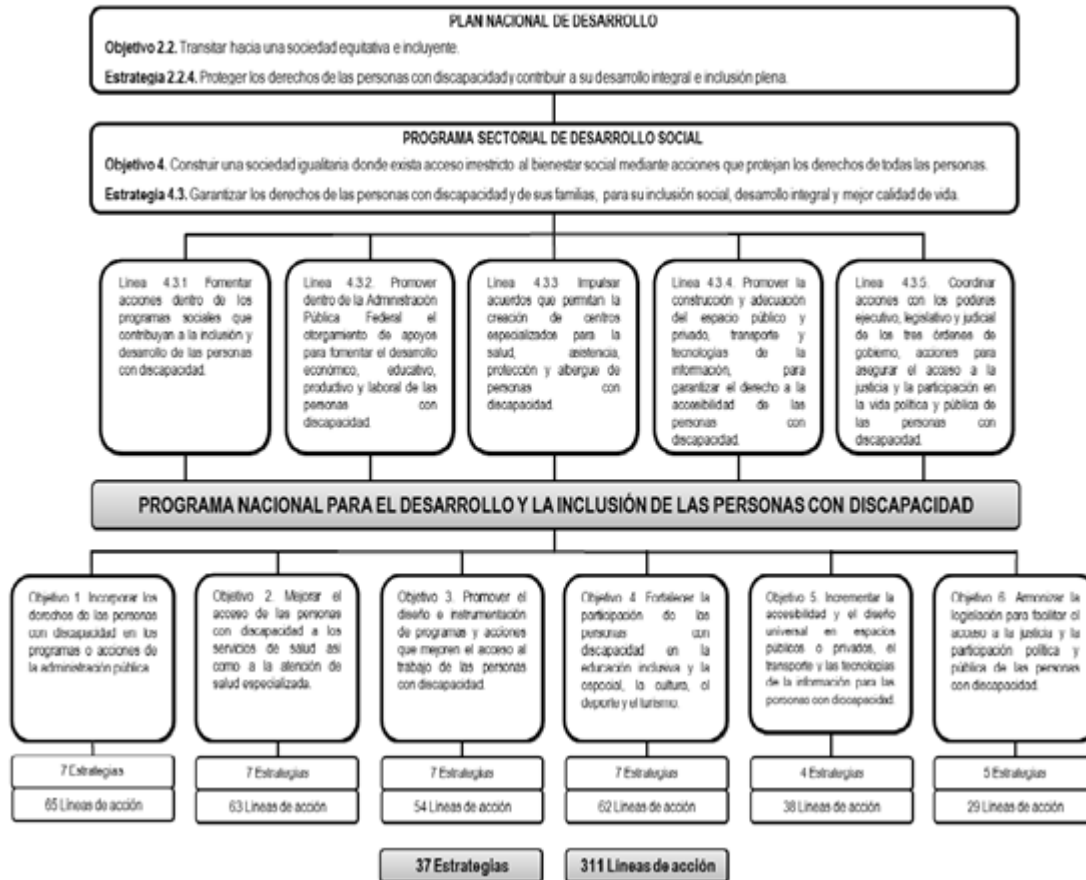 PLAN NACIONAL DE DESARROLLO
Objetivo 2.2. Transitar hacia una sociedad equitativa e incluyente.
Estrategia 2.2.4. Proteger los derechos de las personas con discapacidad y contribuir a su desarrollo integral e inclusión plena.
PROGRAMA SECTORIAL DE DESARROLLO SOCIAL
Objetivo 4. Construir una sociedad igualitaria donde exista acceso irrestricto al bienestar social mediante acciones que protejan los derechos de todas las personas.
Estrategia 4.3. Garantizar los derechos de las personas con discapacidad y de sus familias, para su inclusión social, desarrollo integral y mejor calidad de vida.
Línea 4.3.1 Fomentar
acciones dentro de los
programas sociales que
contribuyan a la inclusión y
desarrollo de las personas
con discapacidad.
Línea 4.3.2. Promover
dentro de la Administración
Pública Federal el
otorgamiento de apoyos
para fomentar el desarrollo
económico, educativo,
productivo y laboral de las
personas con
discapacidad.
Línea 4.3.3 Impulsar
acuerdos que permitan la
creación de centros
especializados para la
salud, asistencia,
protección y albergue de
personas con
discapacidad.
Línea 4.3.4. Promover la
construcción y adecuación
del espacio público y
privado, transporte y
tecnologías de la
información, para
garantizar el derecho a la
accesibilidad de las
personas con
discapacidad.
Línea 4.3.5. Coordinar
acciones con los poderes
ejecutivo, legislativo y judicial
de los tres órdenes de
gobierno, acciones para
asegurar el acceso a la
justicia y la participación en
la vida política y pública de
las personas con
discapacidad.
PROGRAMA NACIONAL PARA EL DESARROLLO Y LA INCLUSIÓN DE LAS PERSONAS CON DISCAPACIDAD
Objetivo 1. Incorporar los
derechos de las personas
con discapacidad en los
programas o acciones de
la administración pública.
Objetivo 2. Mejorar el
acceso de las personas
con discapacidad a los
servicios de salud así
como a la atención de
salud especializada.
Objetivo 3. Promover el
diseño e instrumentación
de programas y acciones
que mejoren el acceso al
trabajo de las personas
con discapacidad.
Objetivo 4. Fortalecer la
participación de las
personas con
discapacidad en la
educación inclusiva y la
especial, la cultura, el
deporte y el turismo.
Objetivo 5. Incrementar la
accesibilidad y el diseño
universal en espacios
públicos o privados, el
transporte y las tecnologías
de la información para las
personas con discapacidad.
Objetivo 6. Armonizar la
legislación para facilitar el
acceso a la justicia y la
participación política y
pública de las personas
con discapacidad.
7 Estrategias
65 Líneas de acción
7 Estrategias
63 Líneas de acción
7 Estrategias
54 Líneas de acción
7 Estrategias
62 Líneas de acción
4 Estrategias
38 Líneas de acción
5 Estrategias
29 Líneas de acción
37 Estrategias
311 Líneas de acción